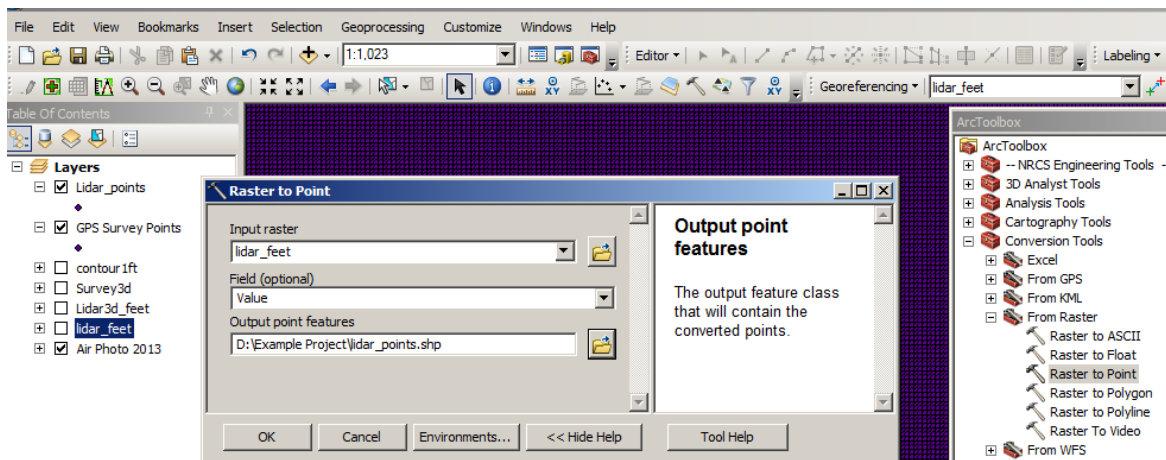 File Edit View Bookmarks Insert Selection Geoprocessing Customize Windows Help
1:1,023
Editor
Labeling
Georeferencing
lidar_feet
Table Of Contents
Layers
Lidar_points
GPS Survey Points
contour1ft
Survey3d
Lidar3d_feet
lidar_feet
Air Photo 2013
Raster to Point
Input raster
lidar_feet
Field (optional)
Value
Output point features
D:\Example Project\lidar_points.shp
OK
Cancel
Environments...
<< Hide Help
Tool Help
Output point
features
The output feature class
that will contain the
converted points.
ArcToolbox
ArcToolbox
-- NRCS Engineering Tools -
3D Analyst Tools
Analysis Tools
Cartography Tools
Conversion Tools
Excel
From GPS
From KML
From Raster
Raster to ASCII
Raster to Float
Raster to Point
Raster to Polygon
Raster to Polyline
Raster To Video
From WFS